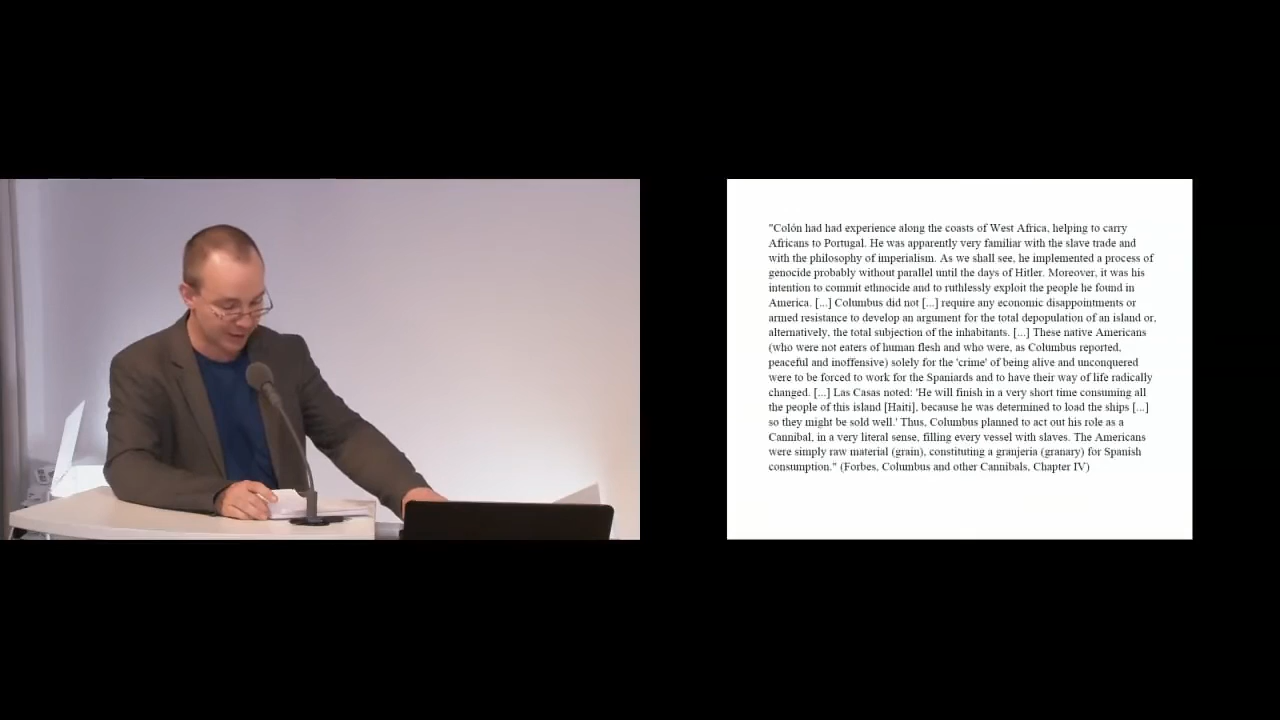 "Colón had had experience along the coasts of West Africa, helping to carry
Africans to Portugal. He was apparently very familiar with the slave trade and
with the philosophy of imperialism. As we shall see, he implemented a process of
genocide probably without parallel until the days of Hitler. Moreover, it was his
intention to commit ethnocide and to ruthlessly exploit the people he found in
America. [...] Columbus did not [...] require any economic disappointments or
armed resistance to develop an argument for the total depopulation of an island or,
alternatively, the total subjection of the inhabitants. [...] These native Americans
(who were not eaters of human flesh and who were, as Columbus reported,
peaceful and inoffensive) solely for the 'crime' of being alive and unconquered
were to be forced to work for the Spaniards and to have their way of life radically
changed. [...] Las Casas noted: 'He will finish in a very short time consuming all
the people of this island [Haiti], because he was determined to load the ships [...]
so they might be sold well.' Thus, Columbus planned to act out his role as a
Cannibal, in a very literal sense, filling every vessel with slaves. The Americans
were simply raw material (grain), constituting a granjeria (granary) for Spanish
consumption." (Forbes, Columbus and other Cannibals, Chapter IV)